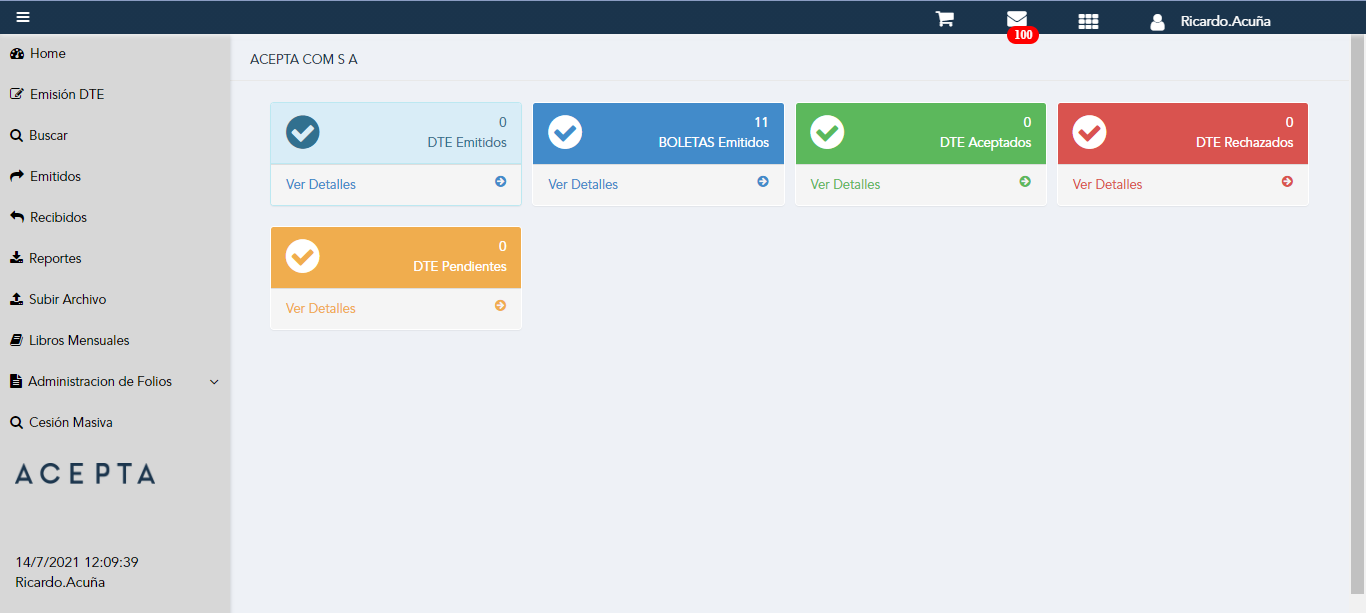 Ricardo.Acuña
100
Home
Emisión DTE
Buscar
Emitidos
Recibidos
Reportes
Subir Archivo
Libros Mensuales
Administracion de Folios
Cesión Masiva
ACEPTA
14/7/2021 12:09:39
Ricardo.Acuña
ACEPTA COM S A
0
DTE Emitidos
Ver Detalles
11
BOLETAS Emitidos
Ver Detalles
0
DTE Aceptados
Ver Detalles
0
DTE Rechazados
Ver Detalles
0
DTE Pendientes
Ver Detalles